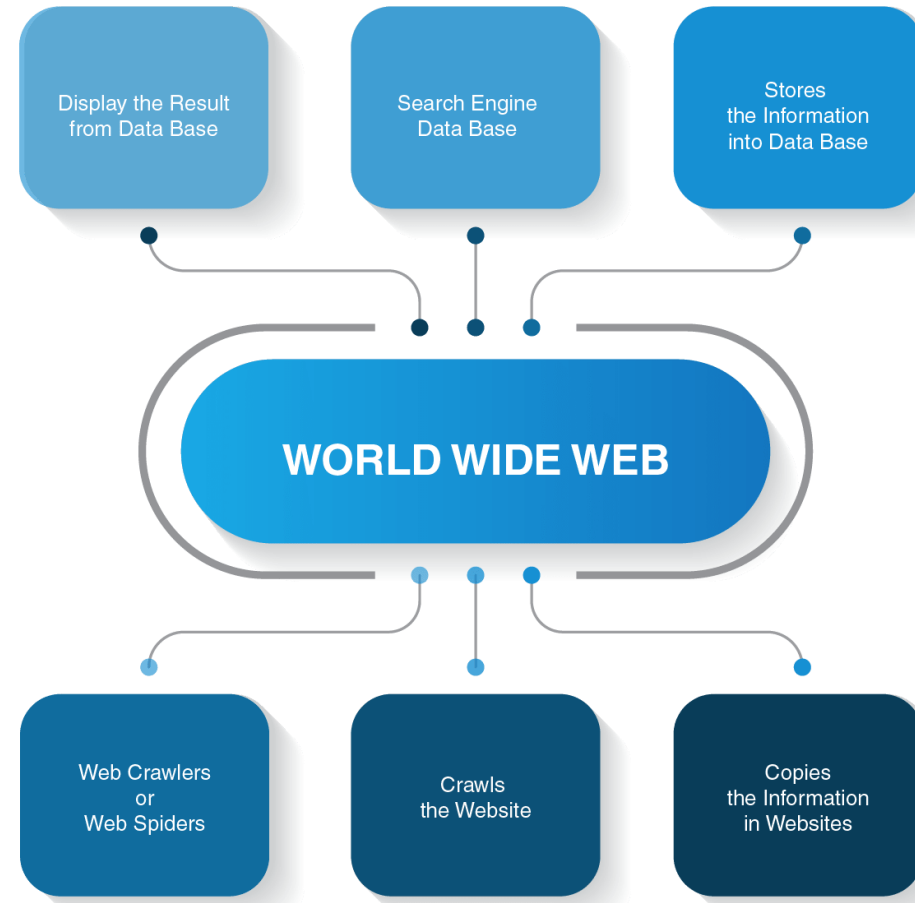 Display the Result
from Data Base
Search Engine
Data Base
Stores
the Information
into Data Base
WORLD WIDE WEB
Web Crawlers
or
Web Spiders
Crawls
the Website
Copies
the Information
in Websites